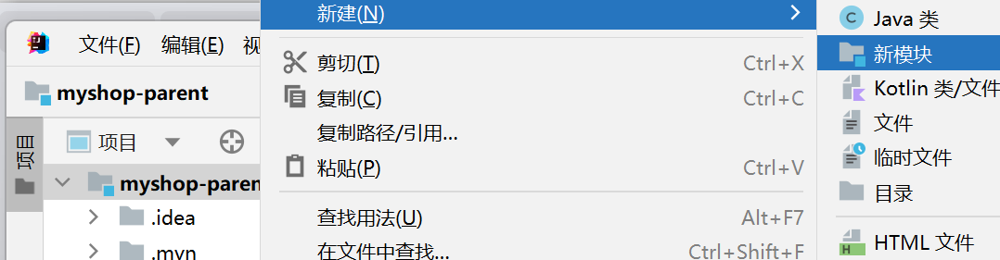 文件(F) 编辑(E) 视
myshop-parent
项目
项目
myshop-paren
.idea
.mvn
新建(N)
剪切(T) Ctrl+X
复制(C) Ctrl+C
复制路径/引用...
粘贴(P) Ctrl+V
查找用法(U) Alt+F7
在文件中查找... Ctrl+Shift+F
Java 类
新模块
Kotlin 类/文件
文件
临时文件
目录
HTML 文件